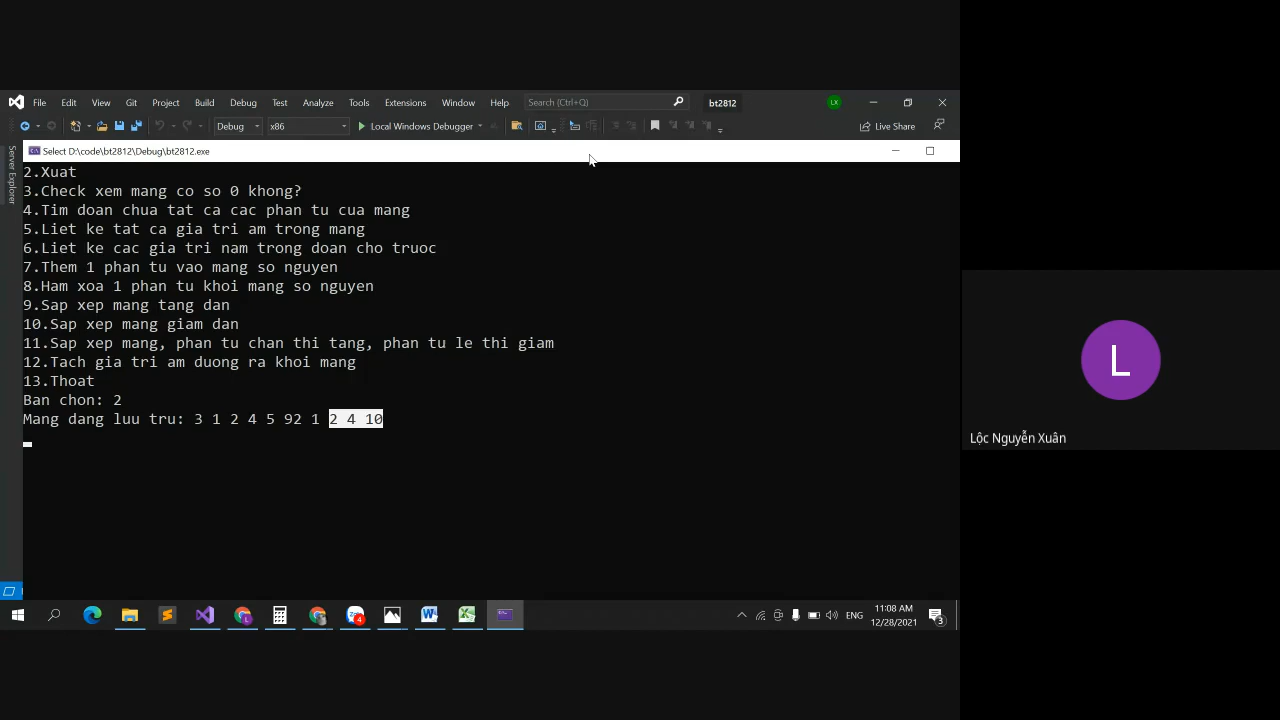 File Edit View Git Project Build Debug Test Analyze Tools Extensions Window Help Search (Ctrl+Q) bt2812 LX
Debug x86 Local Windows Debugger Live Share
Server Explorer
Select D:\code\bt2812\Debug\bt2812.exe
2.Xuat
3.Check xem mang co so 0 khong?
4.Tim doan chua tat ca cac phan tu cua mang
5.Liet ke tat ca gia tri am trong mang
6.Liet ke cac gia tri nam trong doan cho truoc
7.Them 1 phan tu vao mang so nguyen
8.Ham xoa 1 phan tu khoi mang so nguyen
9.Sap xep mang tang dan
10.Sap xep mang giam dan
11.Sap xep mang, phan tu chan thi tang, phan tu le thi giam
12.Tach gia tri am duong ra khoi mang
13.Thoat
Ban chon: 2
Mang dang luu tru: 3 1 2 4 5 92 1 2 4 10
L
Lộc Nguyễn Xuân
4
ENG
11:08 AM
12/28/2021
3